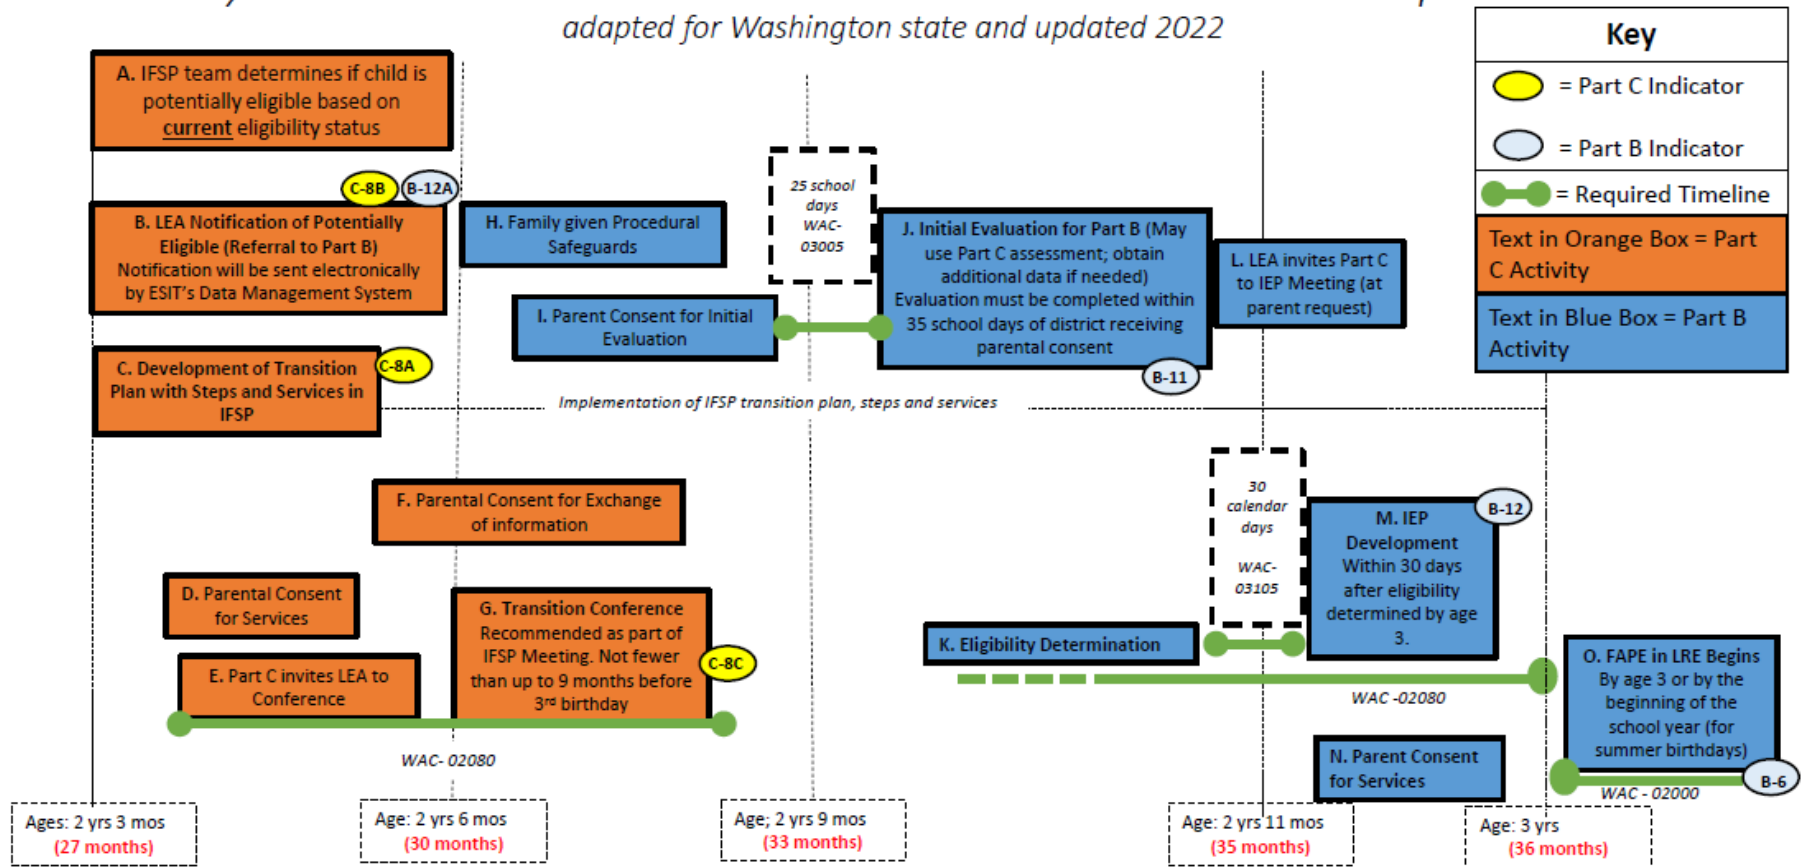 adapted for Washington state and updated 2022
Key
= Part C Indicator
= Part B Indicator
= Required Timeline
Text in Orange Box = Part
C Activity
Text in Blue Box = Part B
Activity
A. IFSP team determines if child is
potentially eligible based on
current eligibility status
C-8B
B-12A
B. LEA Notification of Potentially
Eligible (Referral to Part B)
Notification will be sent electronically
by ESIT's Data Management System
H. Family given Procedural
Safeguards
25 school
days
WAC-
03005
J. Initial Evaluation for Part B (May
use Part C assessment; obtain
additional data if needed)
Evaluation must be completed within
35 school days of district receiving
parental consent
B-11
L. LEA invites Part C
to IEP Meeting (at
parent request)
I. Parent Consent for Initial
Evaluation
C. Development of Transition
Plan with Steps and Services in
IFSP
C-8A
Implementation of IFSP transition plan, steps and services
F. Parental Consent for Exchange
of information
30
calendar
days
WAC-
03105
M. IEP
Development
Within 30 days
after eligibility
determined by age
3.
B-12
D. Parental Consent
for Services
G. Transition Conference
Recommended as part of
IFSP Meeting. Not fewer
than up to 9 months before
3rd birthday
C-8C
E. Part C invites LEA to
Conference
K. Eligibility Determination
WAC -02080
O. FAPE in LRE Begins
By age 3 or by the
beginning of the
school year (for
summer birthdays)
B-6
WAC - 02000
WAC- 02080
N. Parent Consent
for Services
Ages: 2 yrs 3 mos
(27 months)
Age: 2 yrs 6 mos
(30 months)
Age; 2 yrs 9 mos
(33 months)
Age: 2 yrs 11 mos
(35 months)
Age: 3 yrs
(36 months)